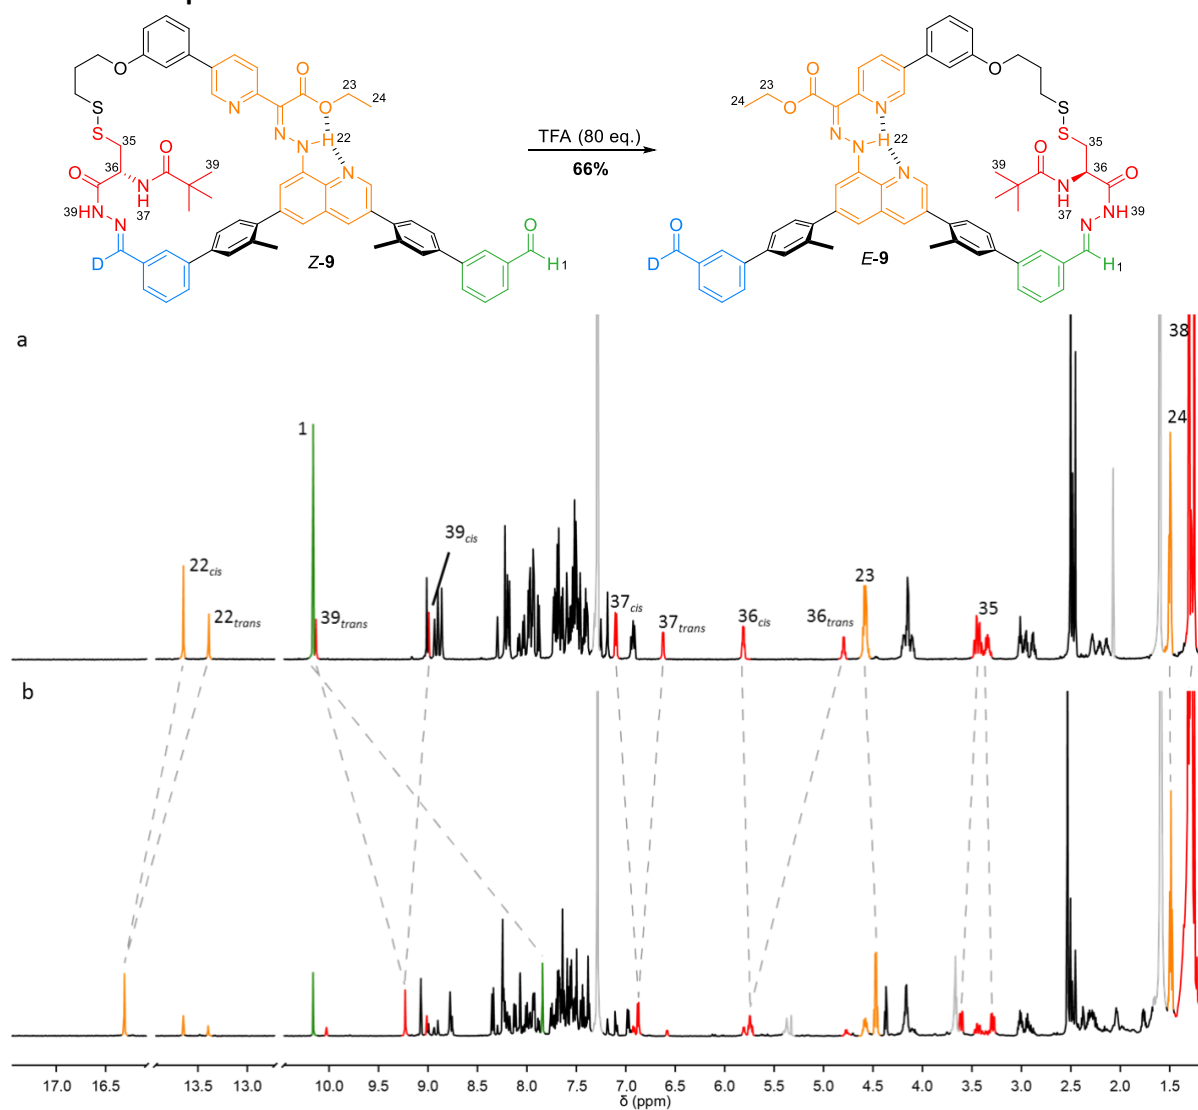 O
N
O
O
23
24
N
N
H
22
N
S
S
35
36
O
N
H
37
O
39
39
HN
N
D
Z-9
O
H
1
TFA (80 eq.)
66%
O
O
23
24
N
N
N
H
22
N
O
S
S
35
36
O
N
H
37
39
O
NH
39
N
H
1
O
D
E-9
a
38
24
1
39cis
22cis
22trans
39trans
37cis
37trans
36cis
36trans
23
35
b
17.0 16.5 13.5 13.0 10.0 9.5 9.0 8.5 8.0 7.5 7.0 6.5 6.0 5.5 5.0 4.5 4.0 3.5 3.0 2.5 2.0 1.5
δ (ppm)